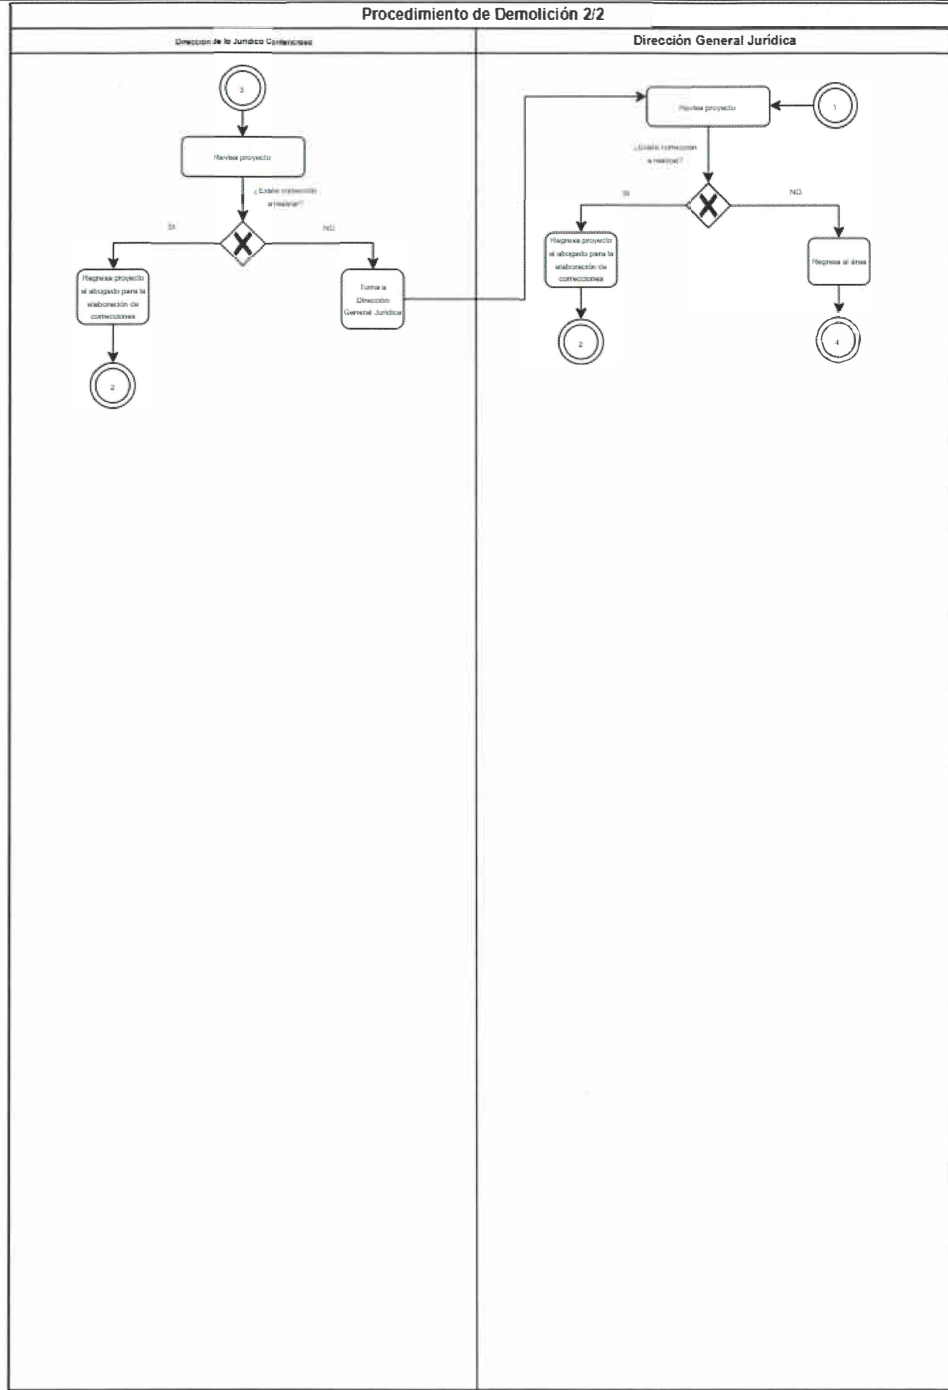 Procedimiento de Demolición 2/2
Dirección de lo Jurídico Contencioso
3
Revisa proyecto
¿Existe corrección
a realizar?
SI
NO
Regresa proyecto
al abogado para la
elaboración de
correcciones
Turna a
Dirección
General Jurídica
2
Dirección General Jurídica
Revisa proyecto
1
¿Existe corrección
a realizar?
SI
NO
Regresa proyecto
al abogado para la
elaboración de
correcciones
Regresa al área
2
4